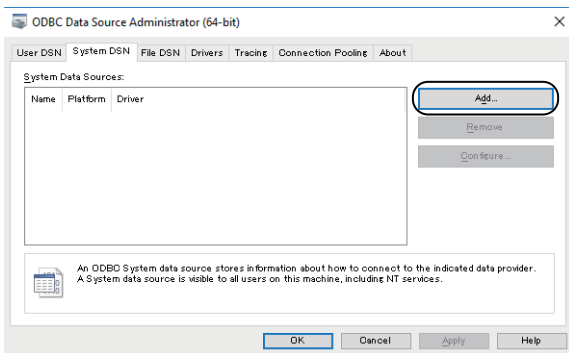 ODBC Data Source Administrator (64-bit)
User DSN System DSN File DSN Drivers Tracing Connection Pooling About
System Data Sources:
Name Platform Driver
Add...
Remove
Configure...
An ODBC System data source stores information about how to connect to the indicated data provider.
A System data source is visible to all users on this machine, including NT services.
OK Cancel Apply Help